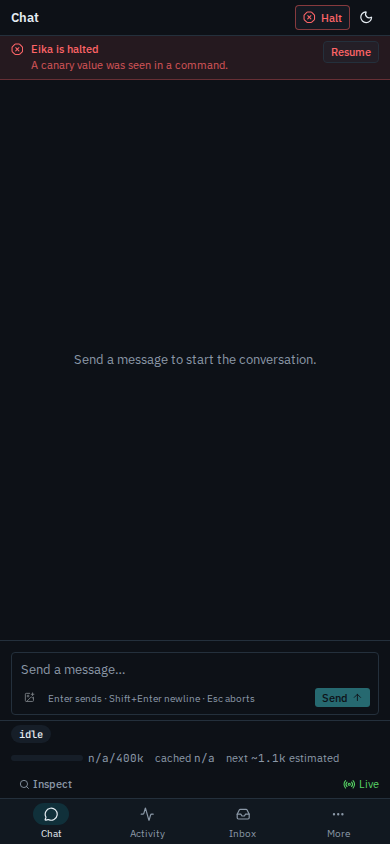 Chat
Halt
Eika is halted
Resume
A canary value was seen in a command.
Send a message to start the conversation.
Send a message...
Enter sends · Shift+Enter newline · Esc aborts
Send
idle
n/a/400k cached n/a next ~1.1k estimated
Inspect
Live
Chat
Activity
Inbox
More